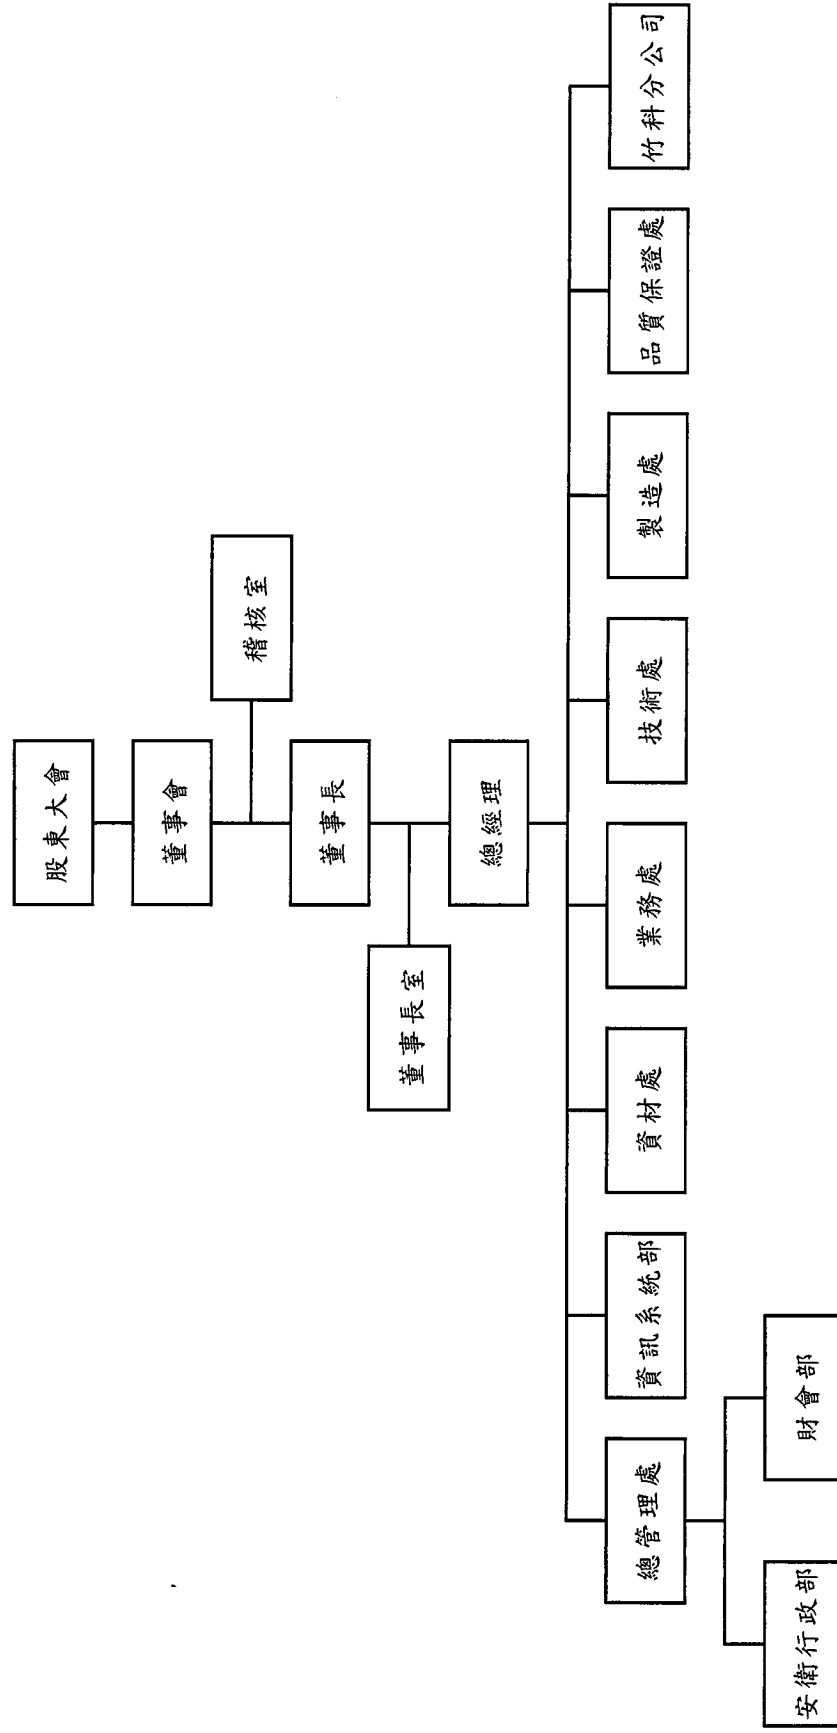 股東大會
董事會
稽核室
董事長
董事長室
總經理
總管理處
資訊系統部
資材處
業務處
技術處
製造處
品質保證處
竹科分公司
安衛行政部
財會部